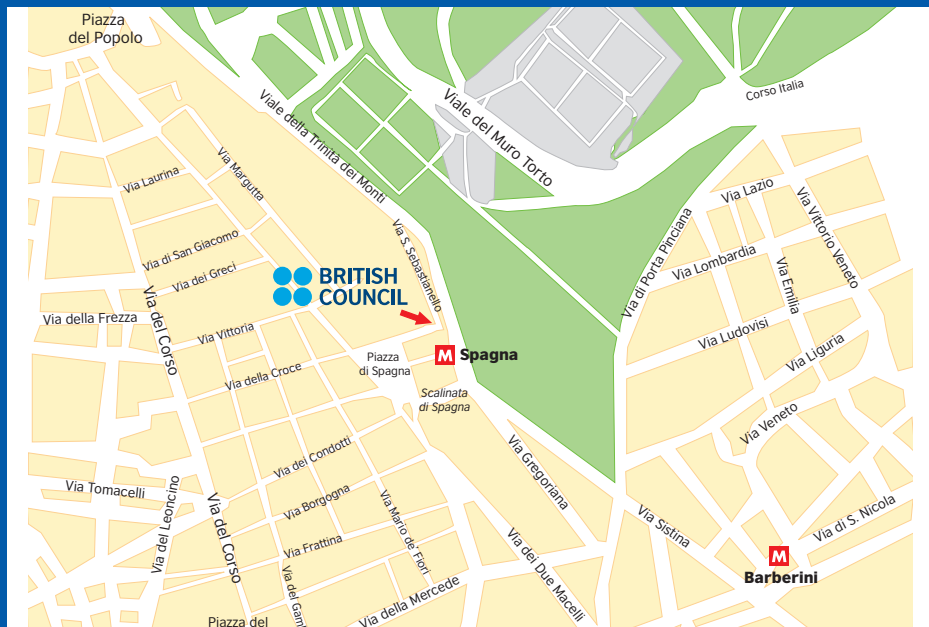 Piazza
del Popolo
Corso Italia
Viale della Trinità dei Monti
Viale del Muro Torto
Via Margutta
Via Laurina
Via Lazio
Via Vittorio Veneto
Via di Porta Pinciana
Via S. Sebastianello
Via di San Giacomo
Via dei Greci
Via Lombardia
Via Emilia
BRITISH
COUNCIL
Via della Frezza
Via del Corso
Via Vittoria
Via Ludovisi
Via Liguria
Piazza
di Spagna
M Spagna
Via della Croce
Scalinata
di Spagna
Via Veneto
Via dei Condotti
Via Gregoriana
Via Tomacelli
Via del Leoncino
Via del Corso
Via Borgogna
Via Mario de' Fiori
Via Sistina
Via di S. Nicola
Via Frattina
Via dei Due Macelli
M
Barberini
Via del Gamb
Via della Mercede
Piazza del